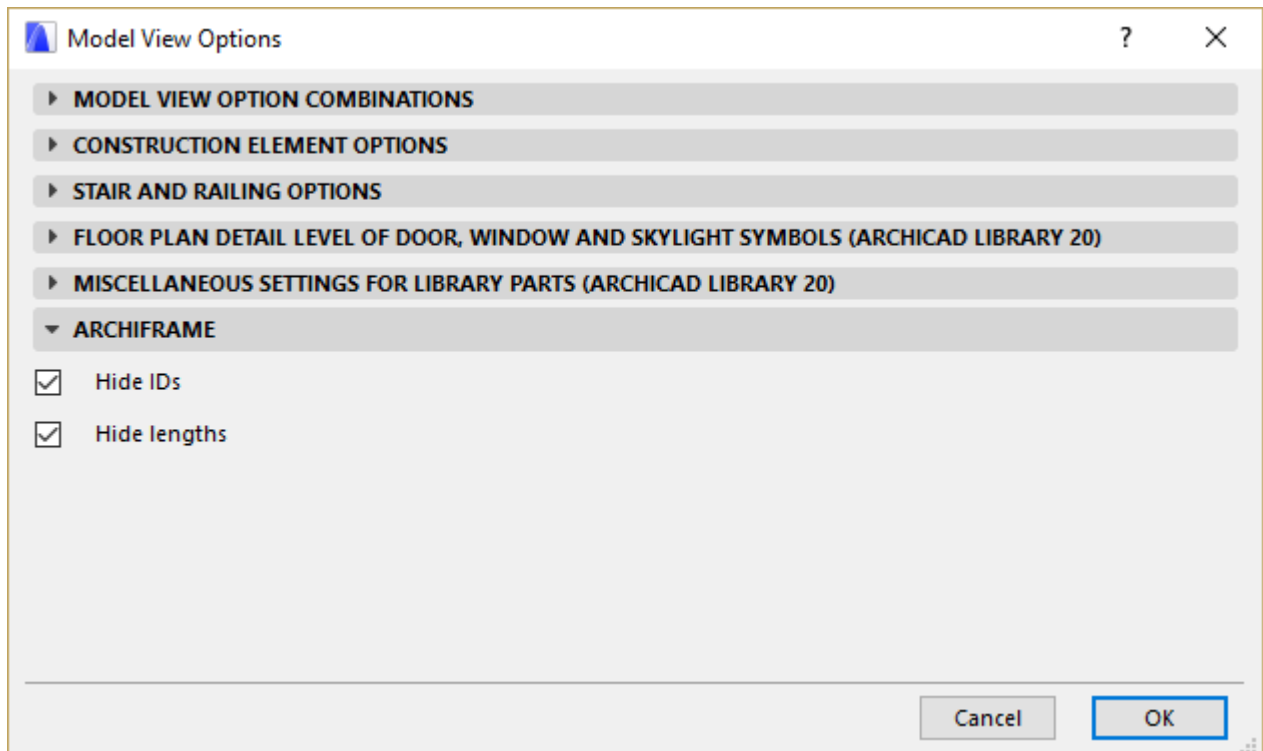 Model View Options
?
MODEL VIEW OPTION COMBINATIONS
CONSTRUCTION ELEMENT OPTIONS
STAIR AND RAILING OPTIONS
FLOOR PLAN DETAIL LEVEL OF DOOR, WINDOW AND SKYLIGHT SYMBOLS (ARCHICAD LIBRARY 20)
MISCELLANEOUS SETTINGS FOR LIBRARY PARTS (ARCHICAD LIBRARY 20)
ARCHIFRAME
Hide IDs
Hide lengths
Cancel OK